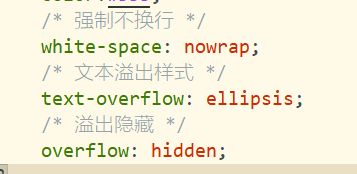 /* 强制不换行 */
white-space: nowrap;
/* 文本溢出样式 */
text-overflow: ellipsis;
/* 溢出隐藏 */
overflow: hidden;